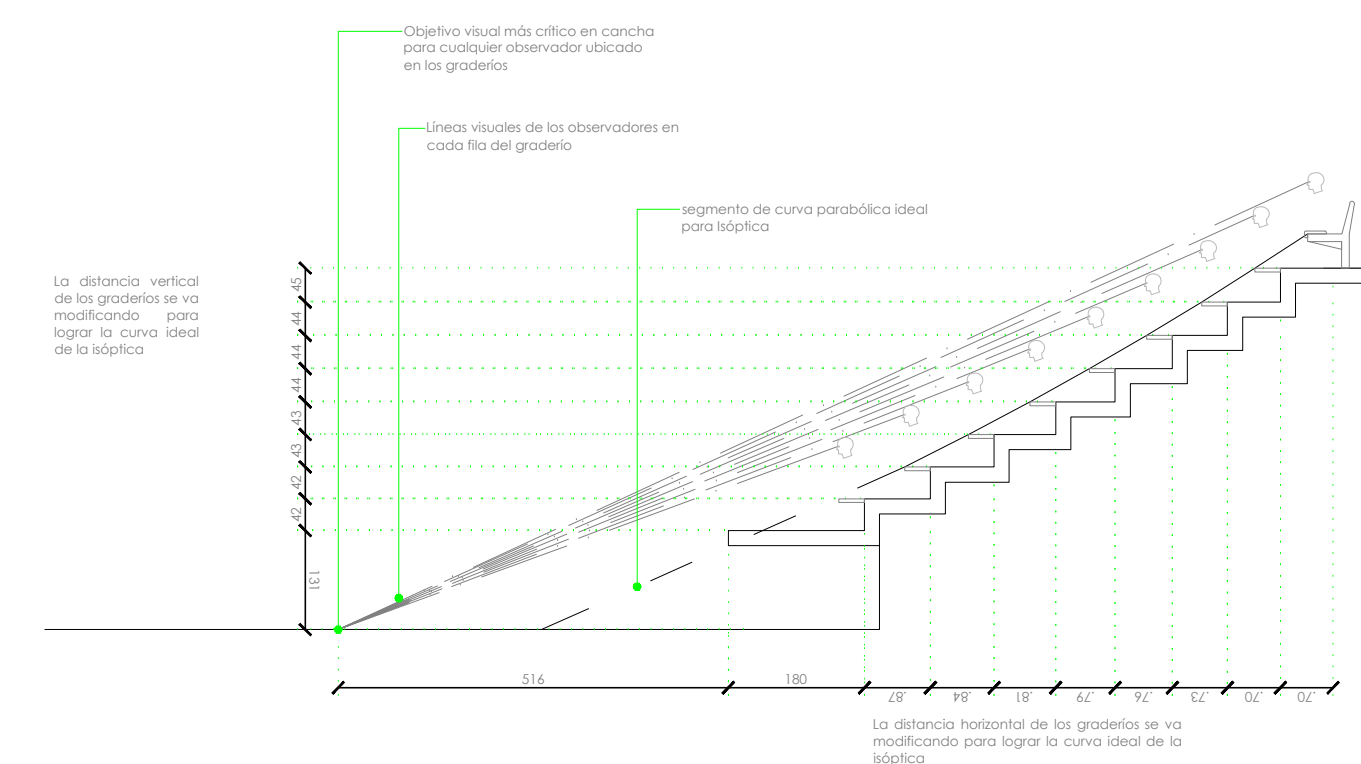 Objetivo visual más crítico en cancha
para cualquier observador ubicado
en los graderíos
Líneas visuales de los observadores en
cada fila del graderío
segmento de curva parabólica ideal
para Isóptica
La distancia vertical
de los graderíos se va
modificando para
lograr la curva ideal
de la isóptica
45
44
44
44
43
43
42
42
131
516
180
.87
.84
.81
.79
.76
.73
.70
.70
La distancia horizontal de los graderíos se va
modificando para lograr la curva ideal de la
isóptica